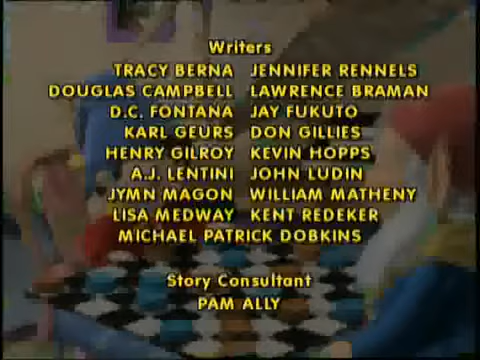 Writers
TRACY BERNA JENNIFER RENNELS
DOUGLAS CAMPBELL LAWRENCE BRAMAN
D.C. FONTANA JAY FUKUTO
KARL GEURS DON GILLIES
HENRY GILROY KEVIN HOPPS
A.J. LENTINI JOHN LUDIN
JYMN MAGON WILLIAM MATHENY
LISA MEDWAY KENT REDEKER
MICHAEL PATRICK DOBKINS
Story Consultant
PAM ALLY